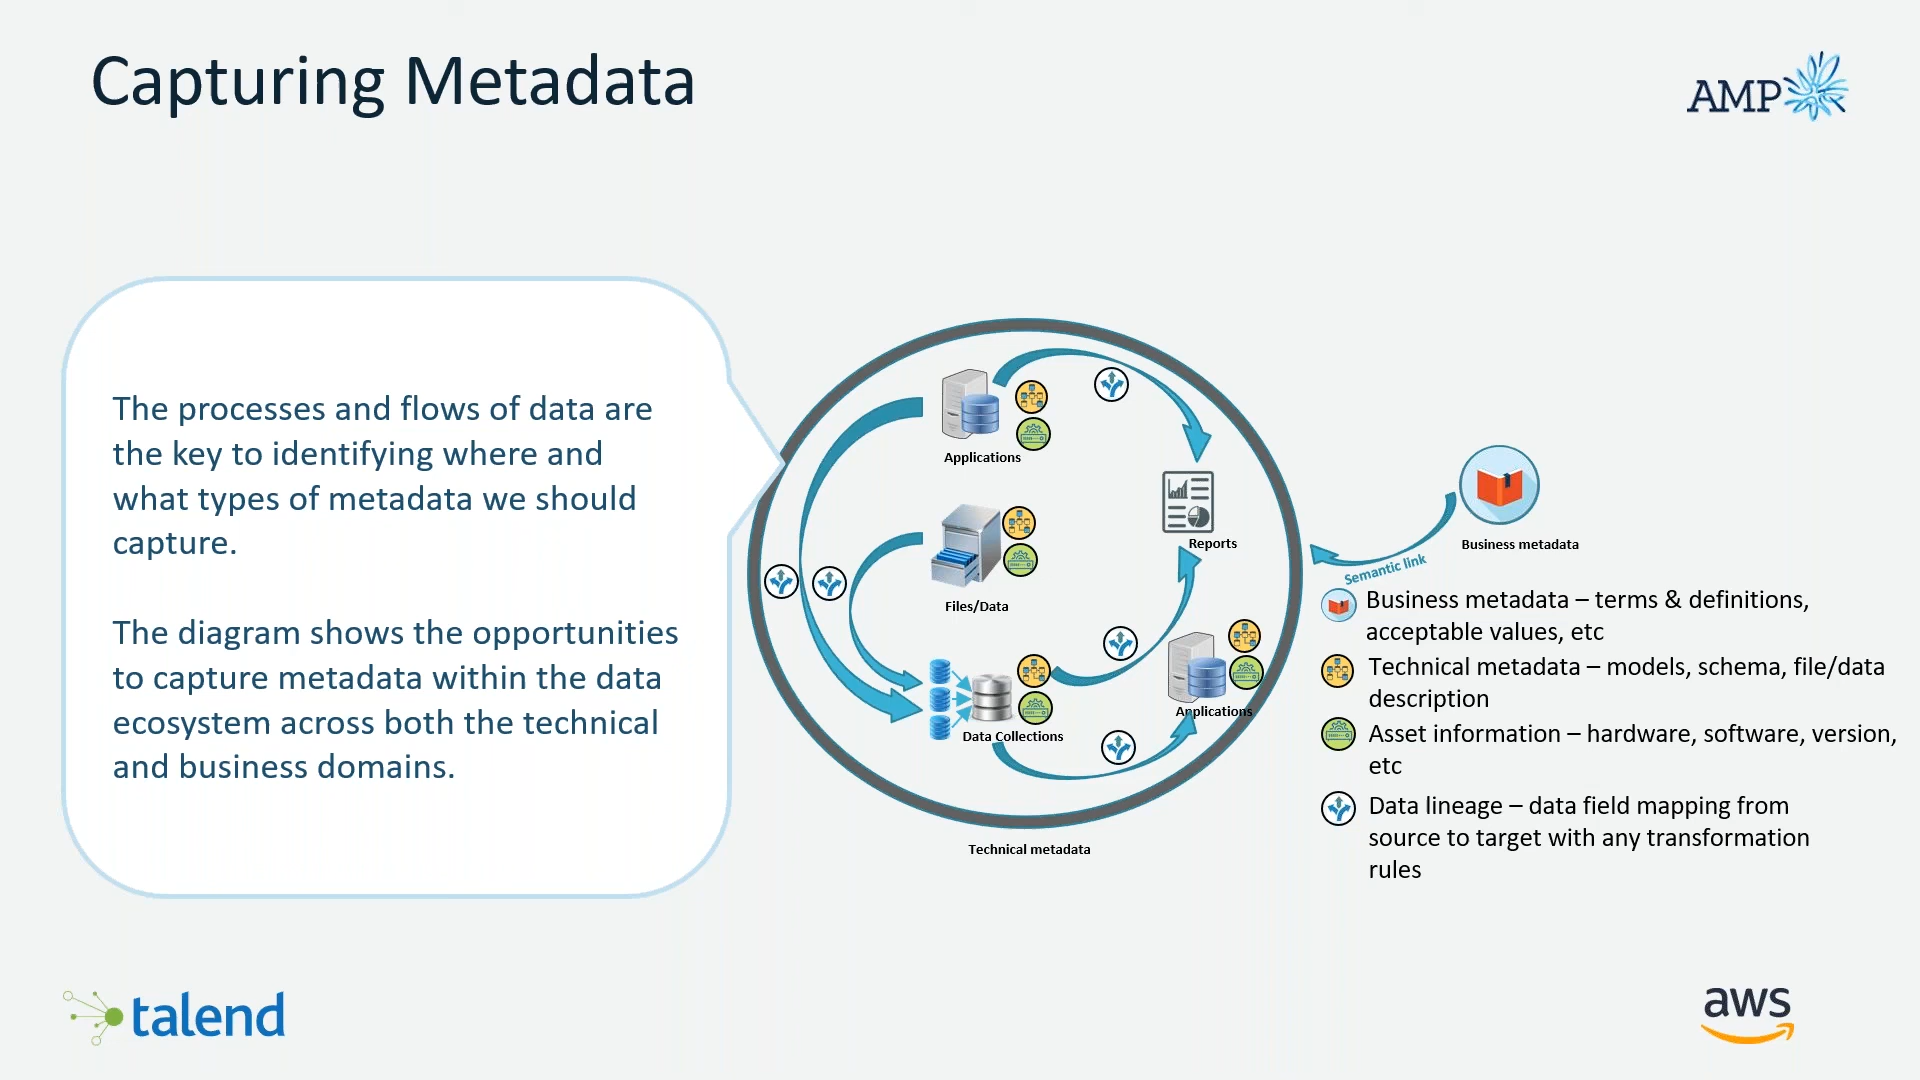 Capturing Metadata
AMP
The processes and flows of data are
the key to identifying where and
what types of metadata we should
capture.
The diagram shows the opportunities
to capture metadata within the data
ecosystem across both the technical
and business domains.
Applications
Files/Data
Data Collections
Reports
Applications
Technical metadata
Business metadata
Semantic link
Business metadata – terms & definitions,
acceptable values, etc
Technical metadata – models, schema, file/data
description
Asset information – hardware, software, version,
etc
Data lineage – data field mapping from
source to target with any transformation
rules
talend
aws